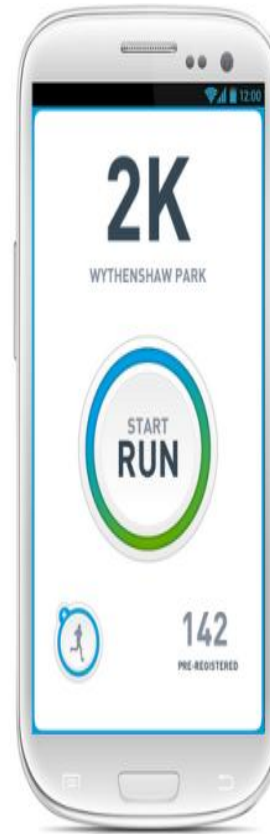 12:00
2K
WYTHENSHAW PARK
START
RUN
142
PRE-REGISTERED